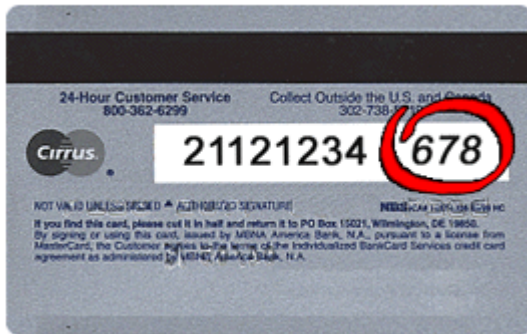 24-Hour Customer Service Collect Outside the U.S. and Canada
800-362-6299 302-738-
Cirrus.
21121234 678
NOT VALID UNLESS SIGNED ▲ AUTHORIZED SIGNATURE
If you find this card, please cut it in half and return it to PO Box 15021, Wilmington, DE 19850.
By signing or using this card, issued by MBNA America Bank, N.A., pursuant to a license from
MasterCard, the Customer agrees to the terms of the Individualized BankCard Services credit card
agreement as administered by MBNA America Bank, N.A.